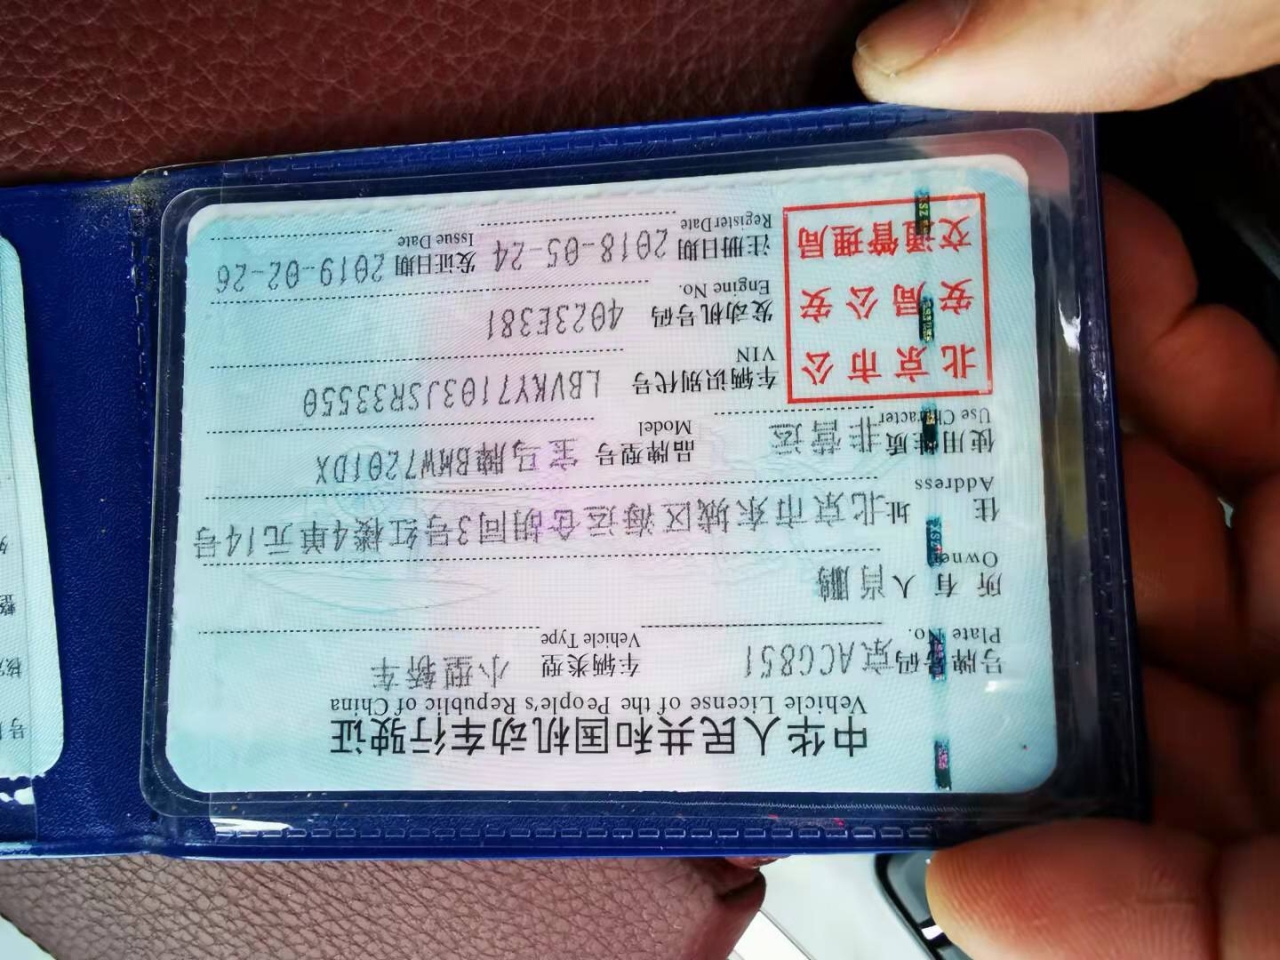 中华人民共和国机动车行驶证
Vehicle License of the People's Republic of China
号牌号码 京ACG851 车辆类型 小型轿车
Plate No. Vehicle Type
所有人 肖鹏
Owner
住址 北京市东城区海运仓胡同3号红楼4单元14号
Address
使用性质 非营运 品牌型号 宝马牌BMW7201DX
Use Character Model
北京市公
安局公安
交通管理局
车辆识别代号 LBVKY7103JSR33550
VIN
发动机号码 4023E381
Engine No.
注册日期 2018-05-24 发证日期 2019-02-26
Register Date Issue Date